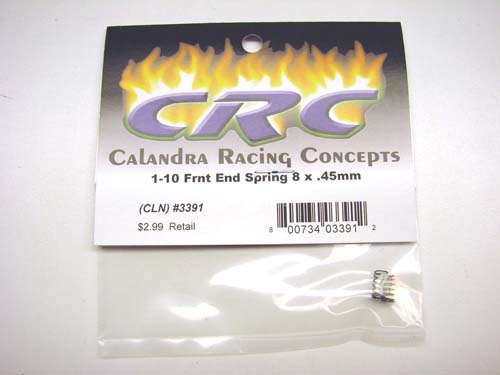 CRC
CALANDRA RACING CONCEPTS
1-10 Frnt End Spring 8 x .45mm
(CLN) #3391
$2.99 Retail
8 00734 03391 2